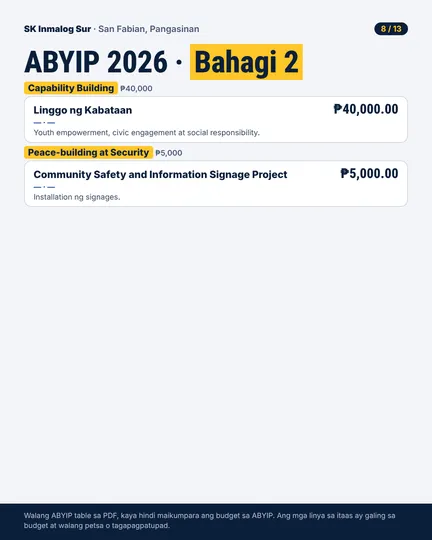 SK Inmalog Sur · San Fabian, Pangasinan
8 / 13
ABYIP 2026 · Bahagi 2
Capability Building ₱40,000
Linggo ng Kabataan ₱40,000.00
— · —
Youth empowerment, civic engagement at social responsibility.
Peace-building at Security ₱5,000
Community Safety and Information Signage Project ₱5,000.00
— · —
Installation ng signages.
Walang ABYIP table sa PDF, kaya hindi maikumpara ang budget sa ABYIP. Ang mga linya sa itaas ay galing sa
budget at walang petsa o tagapagpatupad.